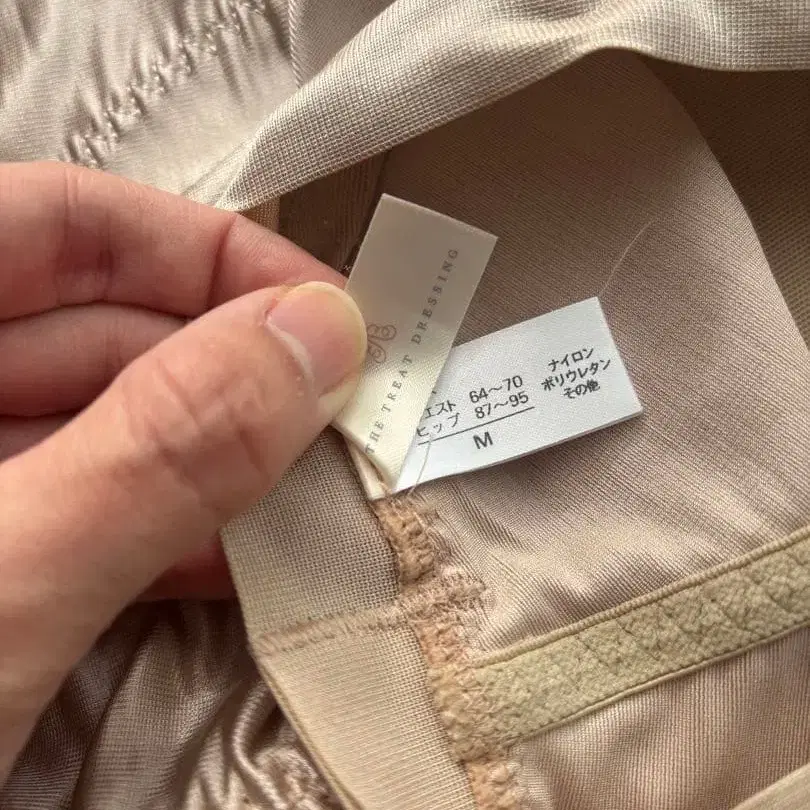 THE TREAT DRESSING
エスト 64～70
ヒップ 87～95
M
ナイロン
ポリウレタン
その他